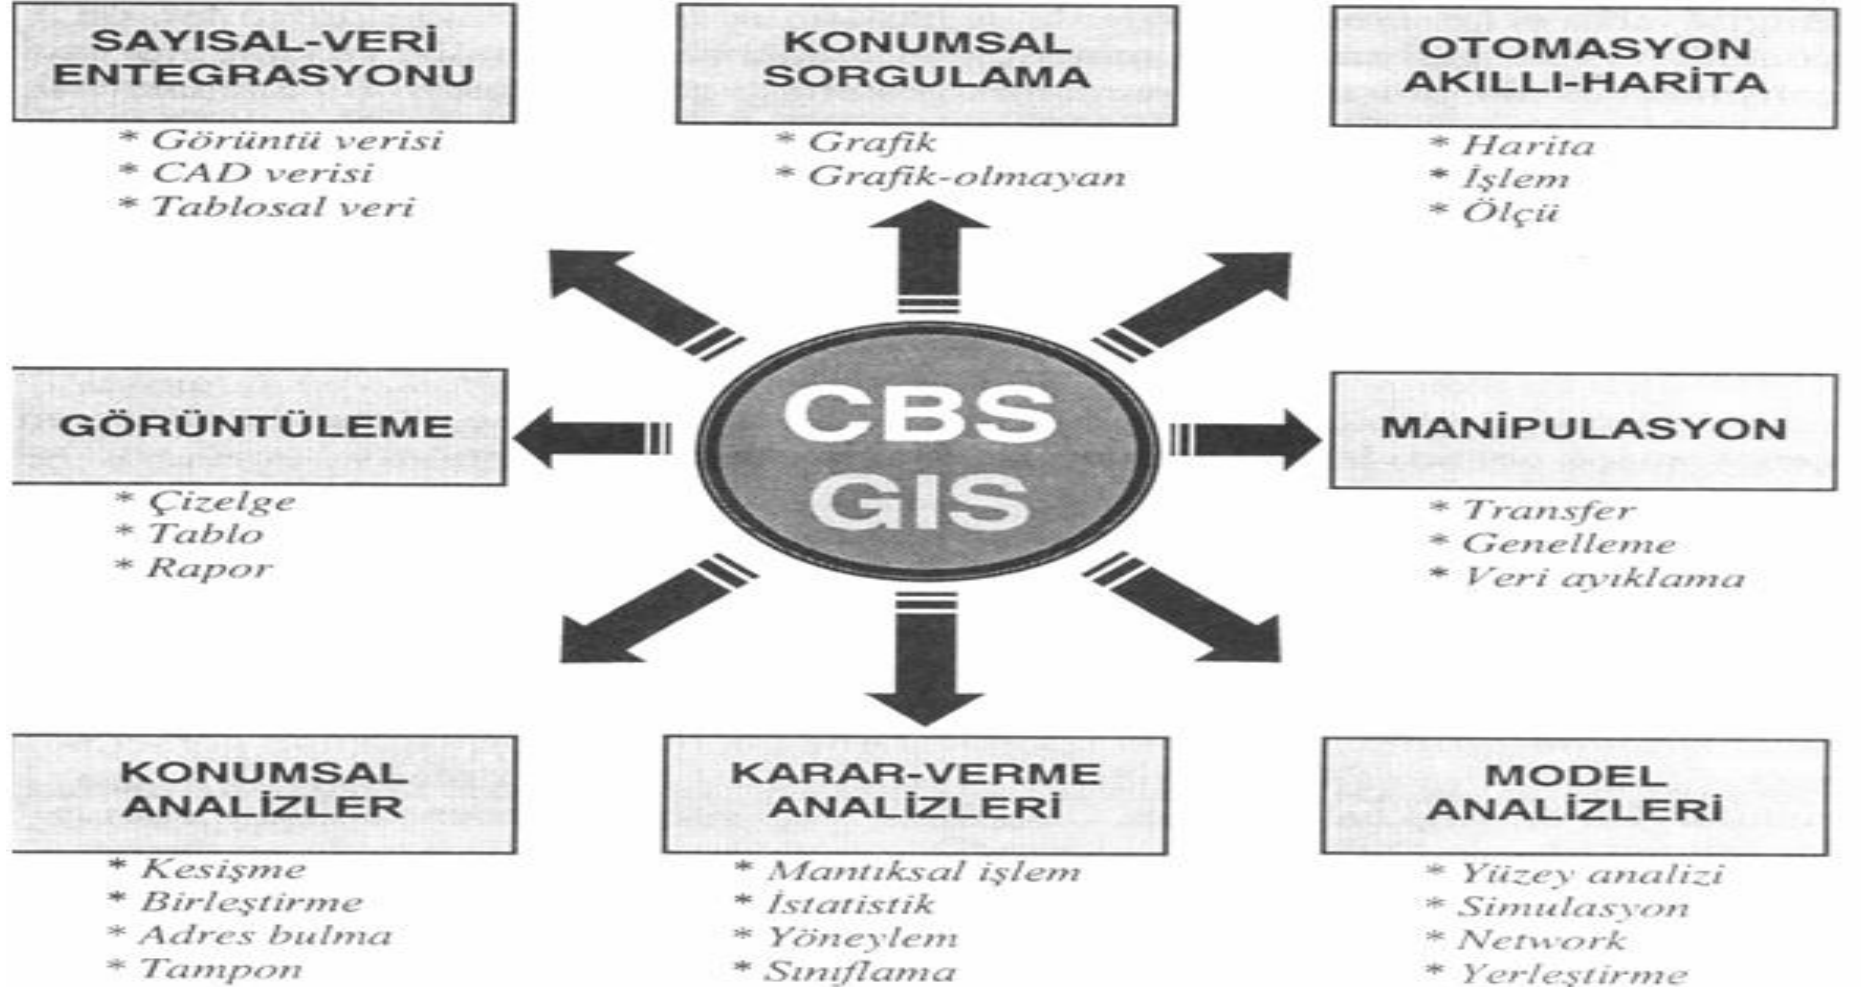 SAYISAL-VERİ
ENTEGRASYONU
* Görüntü verisi
* CAD verisi
* Tablosal veri
KONUMSAL
SORGULAMA
* Grafik
* Grafik-olmayan
OTOMASYON
AKILLI-HARİTA
* Harita
* İşlem
* Ölçü
GÖRÜNTÜLEME
* Çizelge
* Tablo
* Rapor
CBS
GIS
MANİPULASYON
* Transfer
* Genelleme
* Veri ayıklama
KONUMSAL
ANALİZLER
* Kesişme
* Birleştirme
* Adres bulma
* Tampon
KARAR-VERME
ANALİZLERİ
* Mantıksal işlem
* İstatistik
* Yöneylem
* Sınıflama
MODEL
ANALİZLERİ
* Yüzey analizi
* Simulasyon
* Network
* Yerleştirme